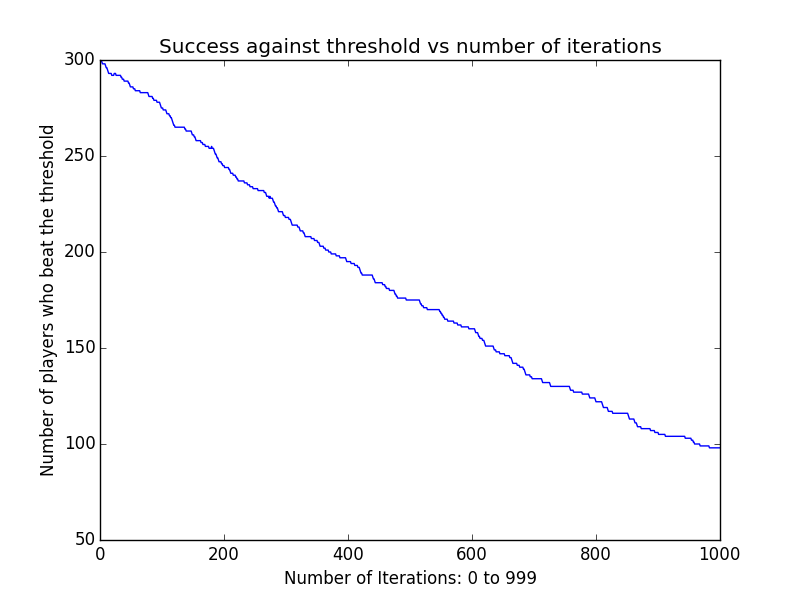 Success against threshold vs number of iterations
300
250
200
150
100
50
Number of players who beat the threshold
0 200 400 600 800 1000
Number of Iterations: 0 to 999